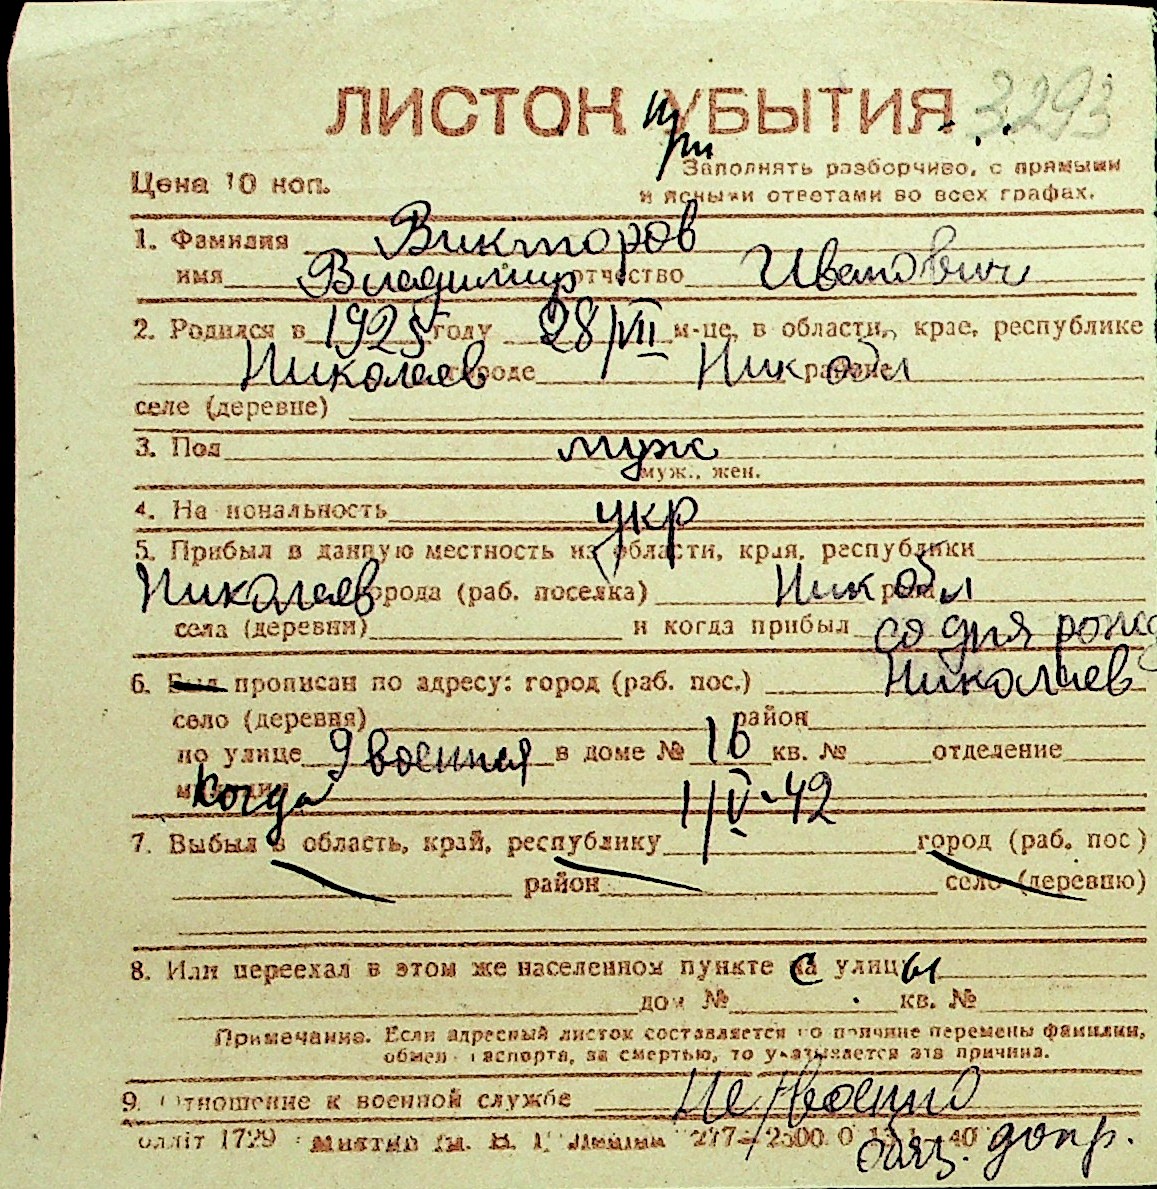 ЛИСТОК при УБЫТИЯ 3293
Цена 10 коп.
Заполнять разборчиво, с прямыми
и ясными ответами во всех графах.
1. Фамилия Викторов
имя Владимир отчество Иванович
2. Родился в 1925 году 28/VII м-це, в области, крае, республике
Николаев городе Ник обл районе
селе (деревне)
3. Пол муж
муж., жен.
4. Национальность укр
5. Прибыл в данную местность из области, края, республики
Николаев города (раб. поселка) Ник обл района
села (деревни) и когда прибыл со дня рожд
6. Был прописан по адресу: город (раб. пос.) Николаев
село (деревня) район
по улице 9 военная в доме № 16 кв. № отделение
милиции когда 1/V-42
7. Выбыл в область, край, республику город (раб. пос)
район село (деревню)
8. Или переехал в этом же населенном пункте с улицы
дом № кв. №
Примечание. Если адресный листок составляется по причине перемены фамилии,
обмена паспорта, за смертью, то указывается эта причина.
9. Отношение к военной службе не/военно
обяз. допр.
олліт 1729 им. В. І. Леніна